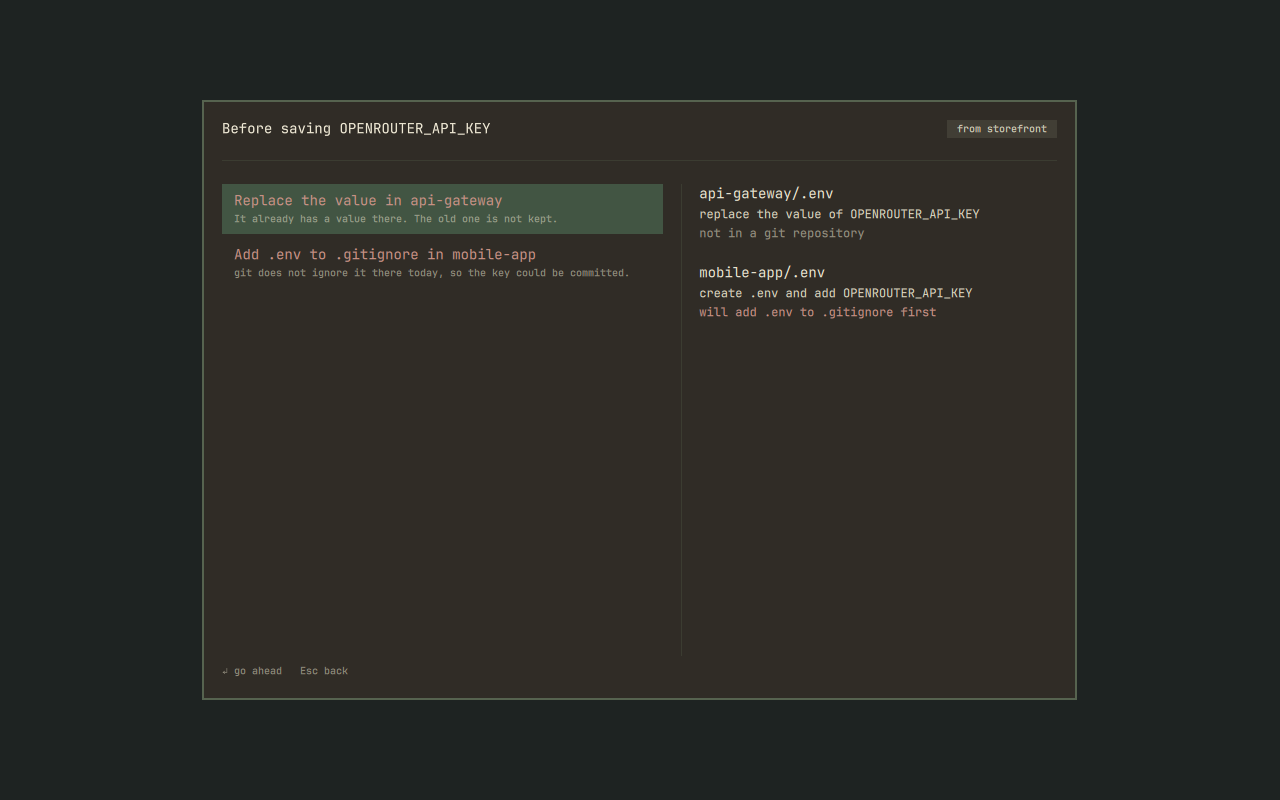 Before saving OPENROUTER_API_KEY
from storefront
Replace the value in api-gateway
It already has a value there. The old one is not kept.
Add .env to .gitignore in mobile-app
git does not ignore it there today, so the key could be committed.
api-gateway/.env
replace the value of OPENROUTER_API_KEY
not in a git repository
mobile-app/.env
create .env and add OPENROUTER_API_KEY
will add .env to .gitignore first
⏎ go ahead Esc back